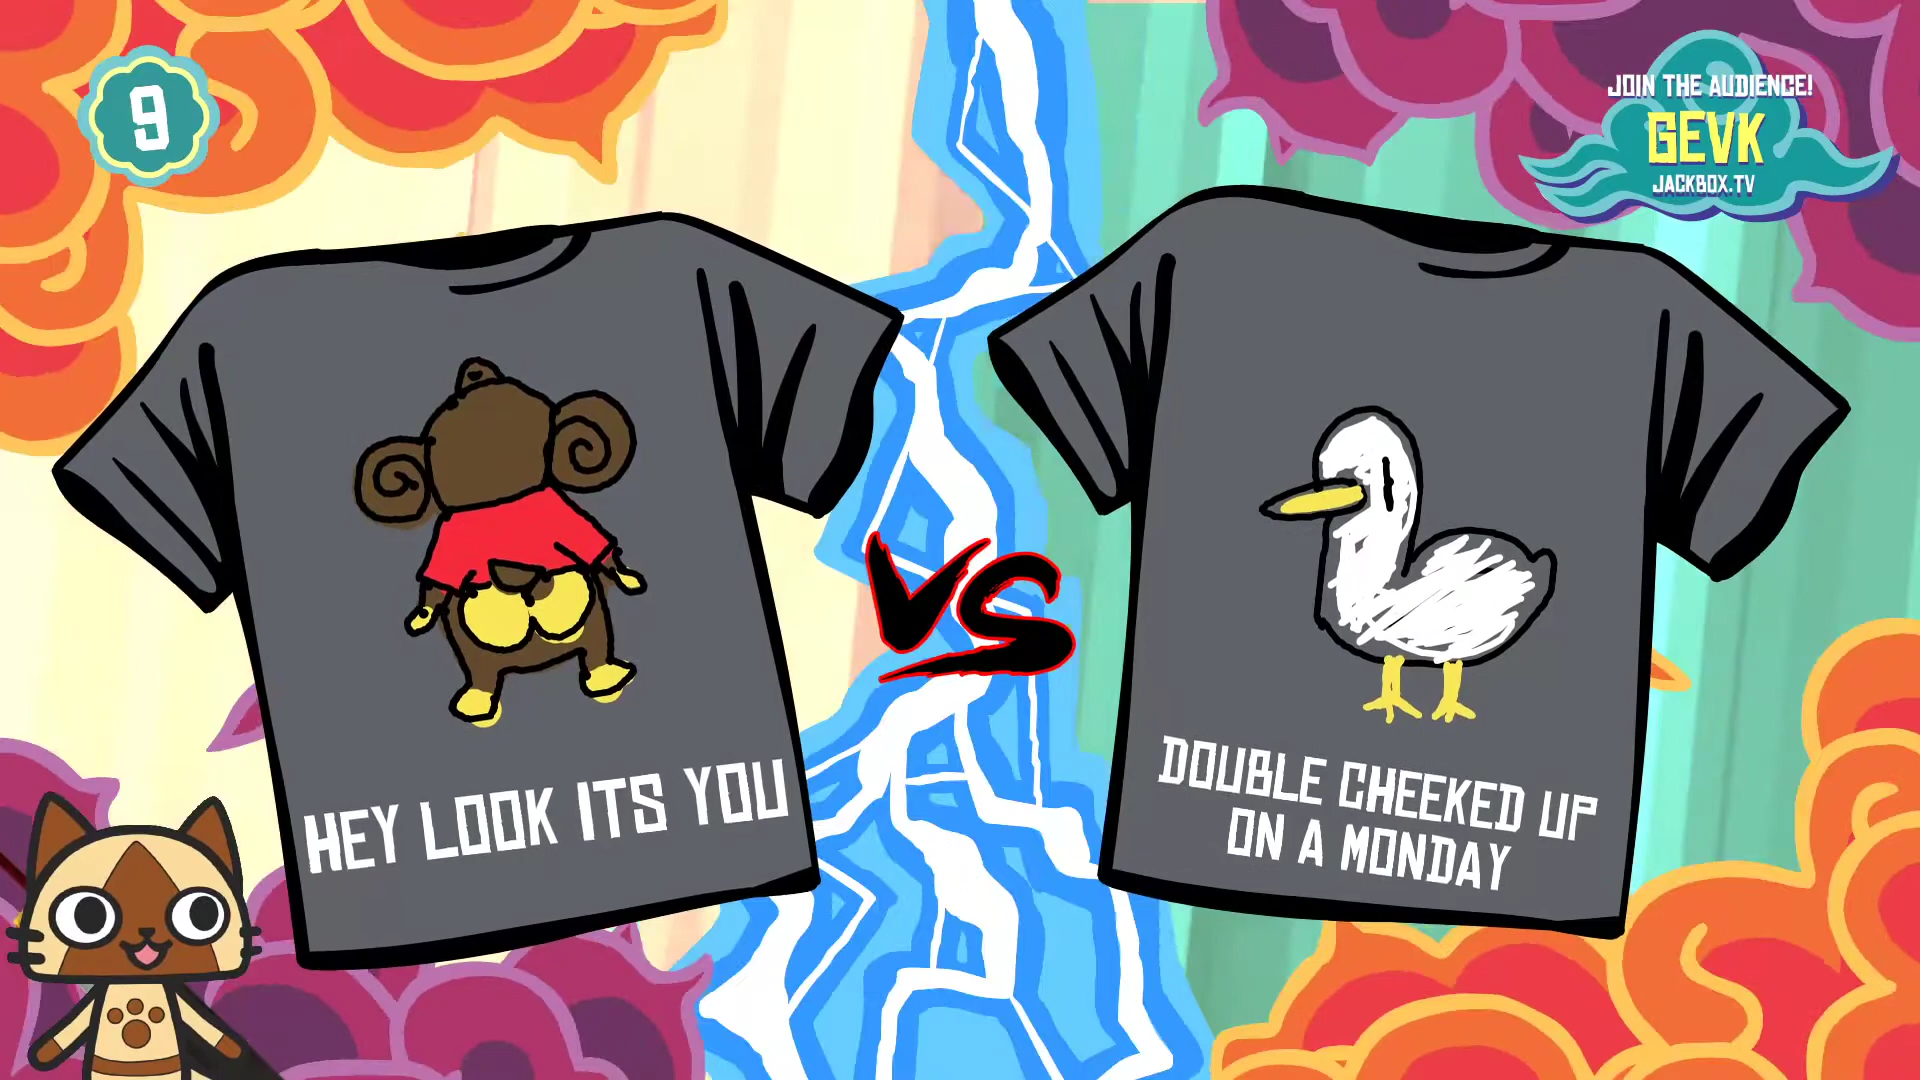 9
JOIN THE AUDIENCE!
GEVK
JACKBOX.TV
VS
HEY LOOK ITS YOU
DOUBLE CHEEKED UP
ON A MONDAY